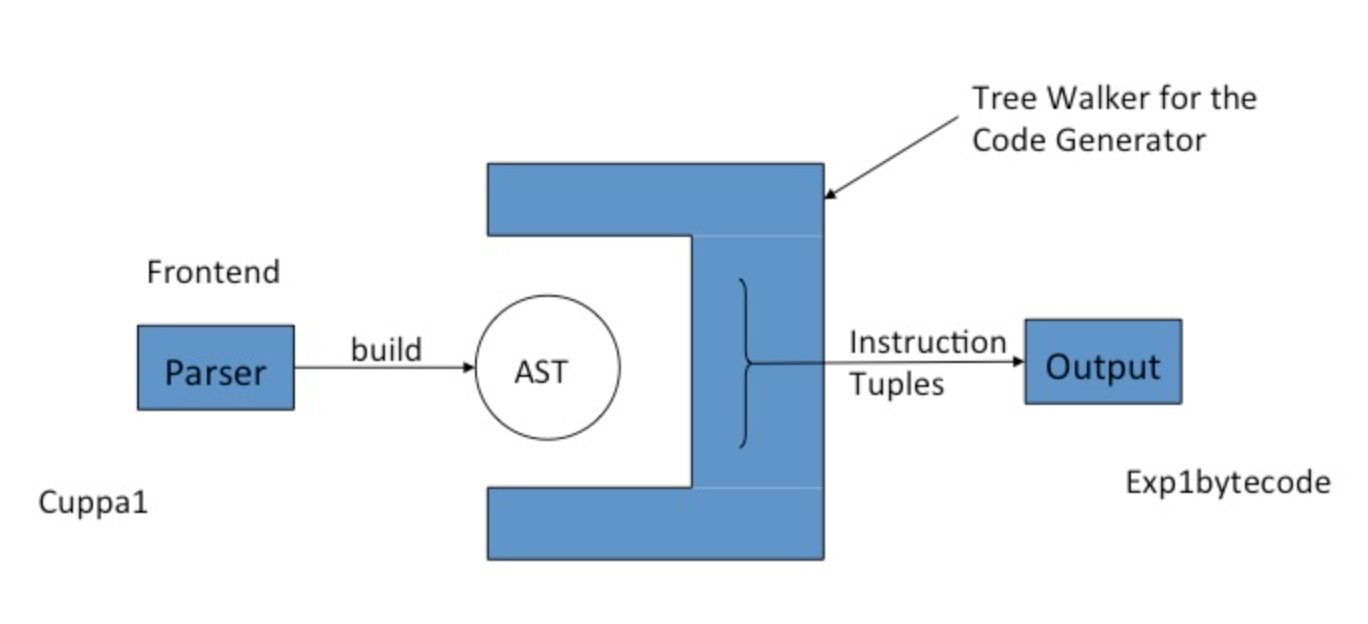 Tree Walker for the
Code Generator
Frontend
Parser
build
AST
Instruction
Tuples
Output
Cuppa1
Exp1bytecode